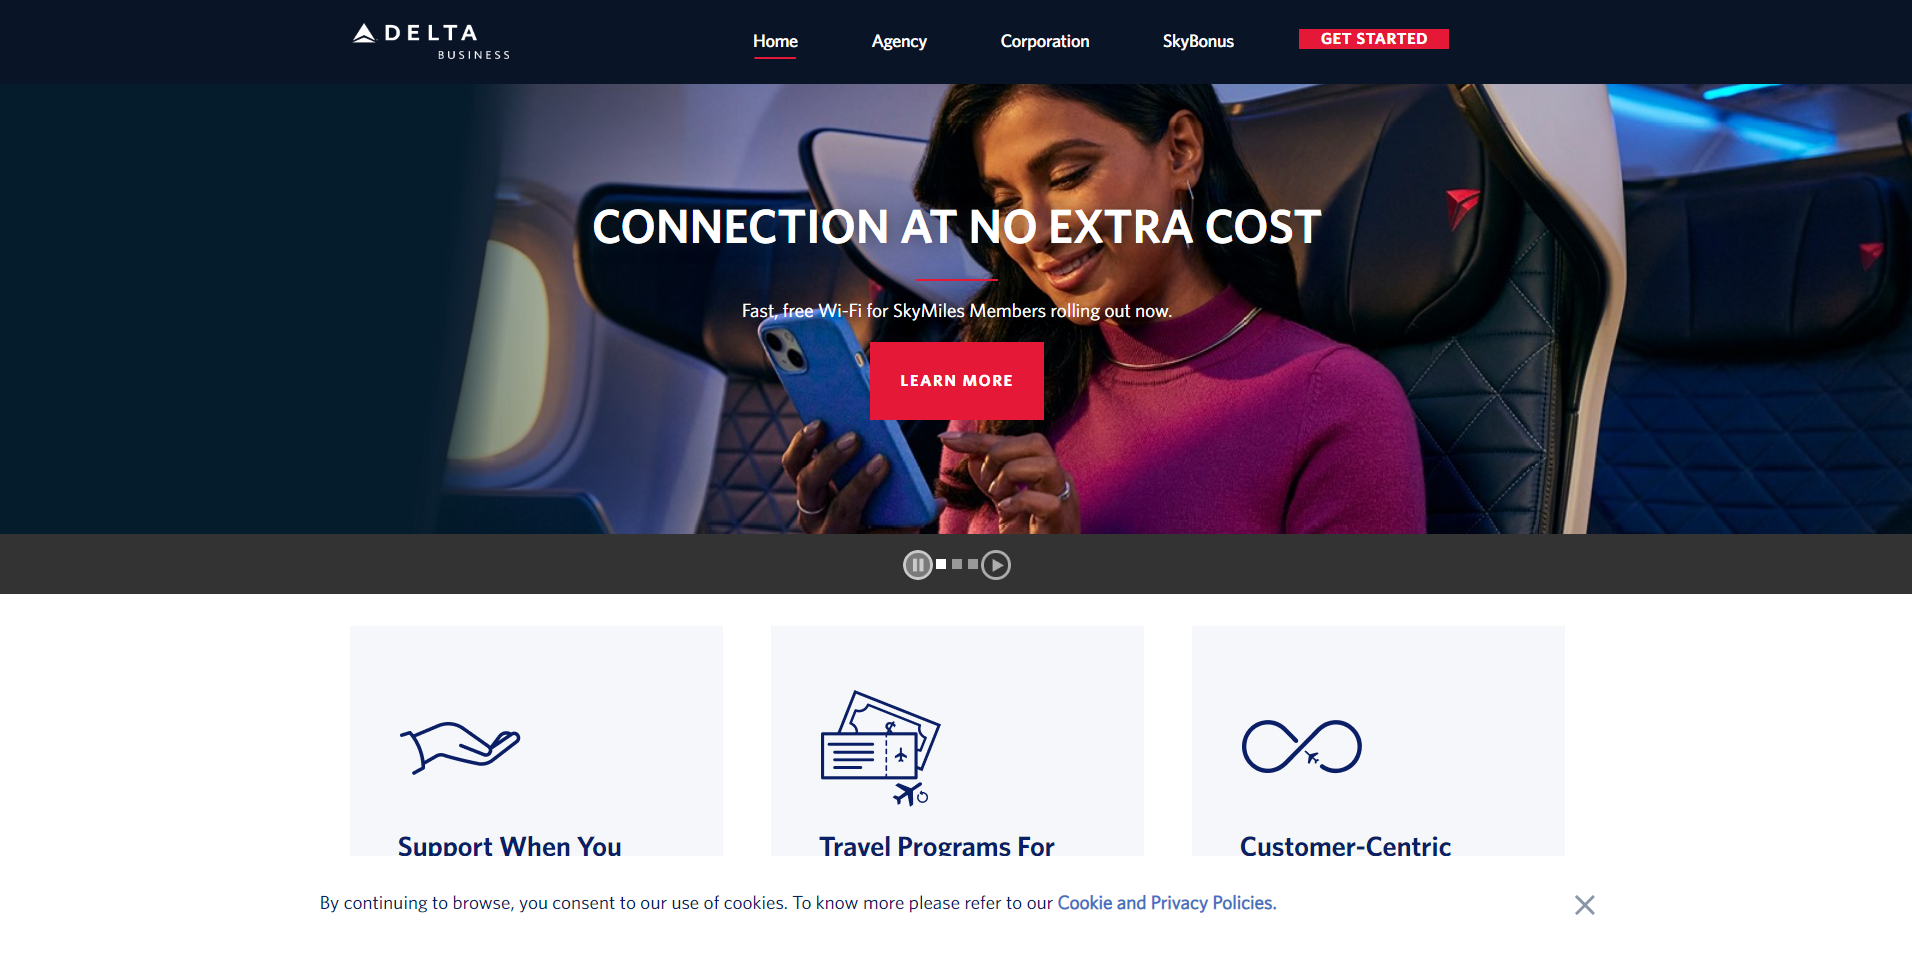 DELTA
BUSINESS
Home
Agency
Corporation
SkyBonus
GET STARTED
CONNECTION AT NO EXTRA COST
Fast, free Wi-Fi for SkyMiles Members rolling out now.
LEARN MORE
Support When You
Travel Programs For
Customer-Centric
By continuing to browse, you consent to our use of cookies. To know more please refer to our Cookie and Privacy Policies.